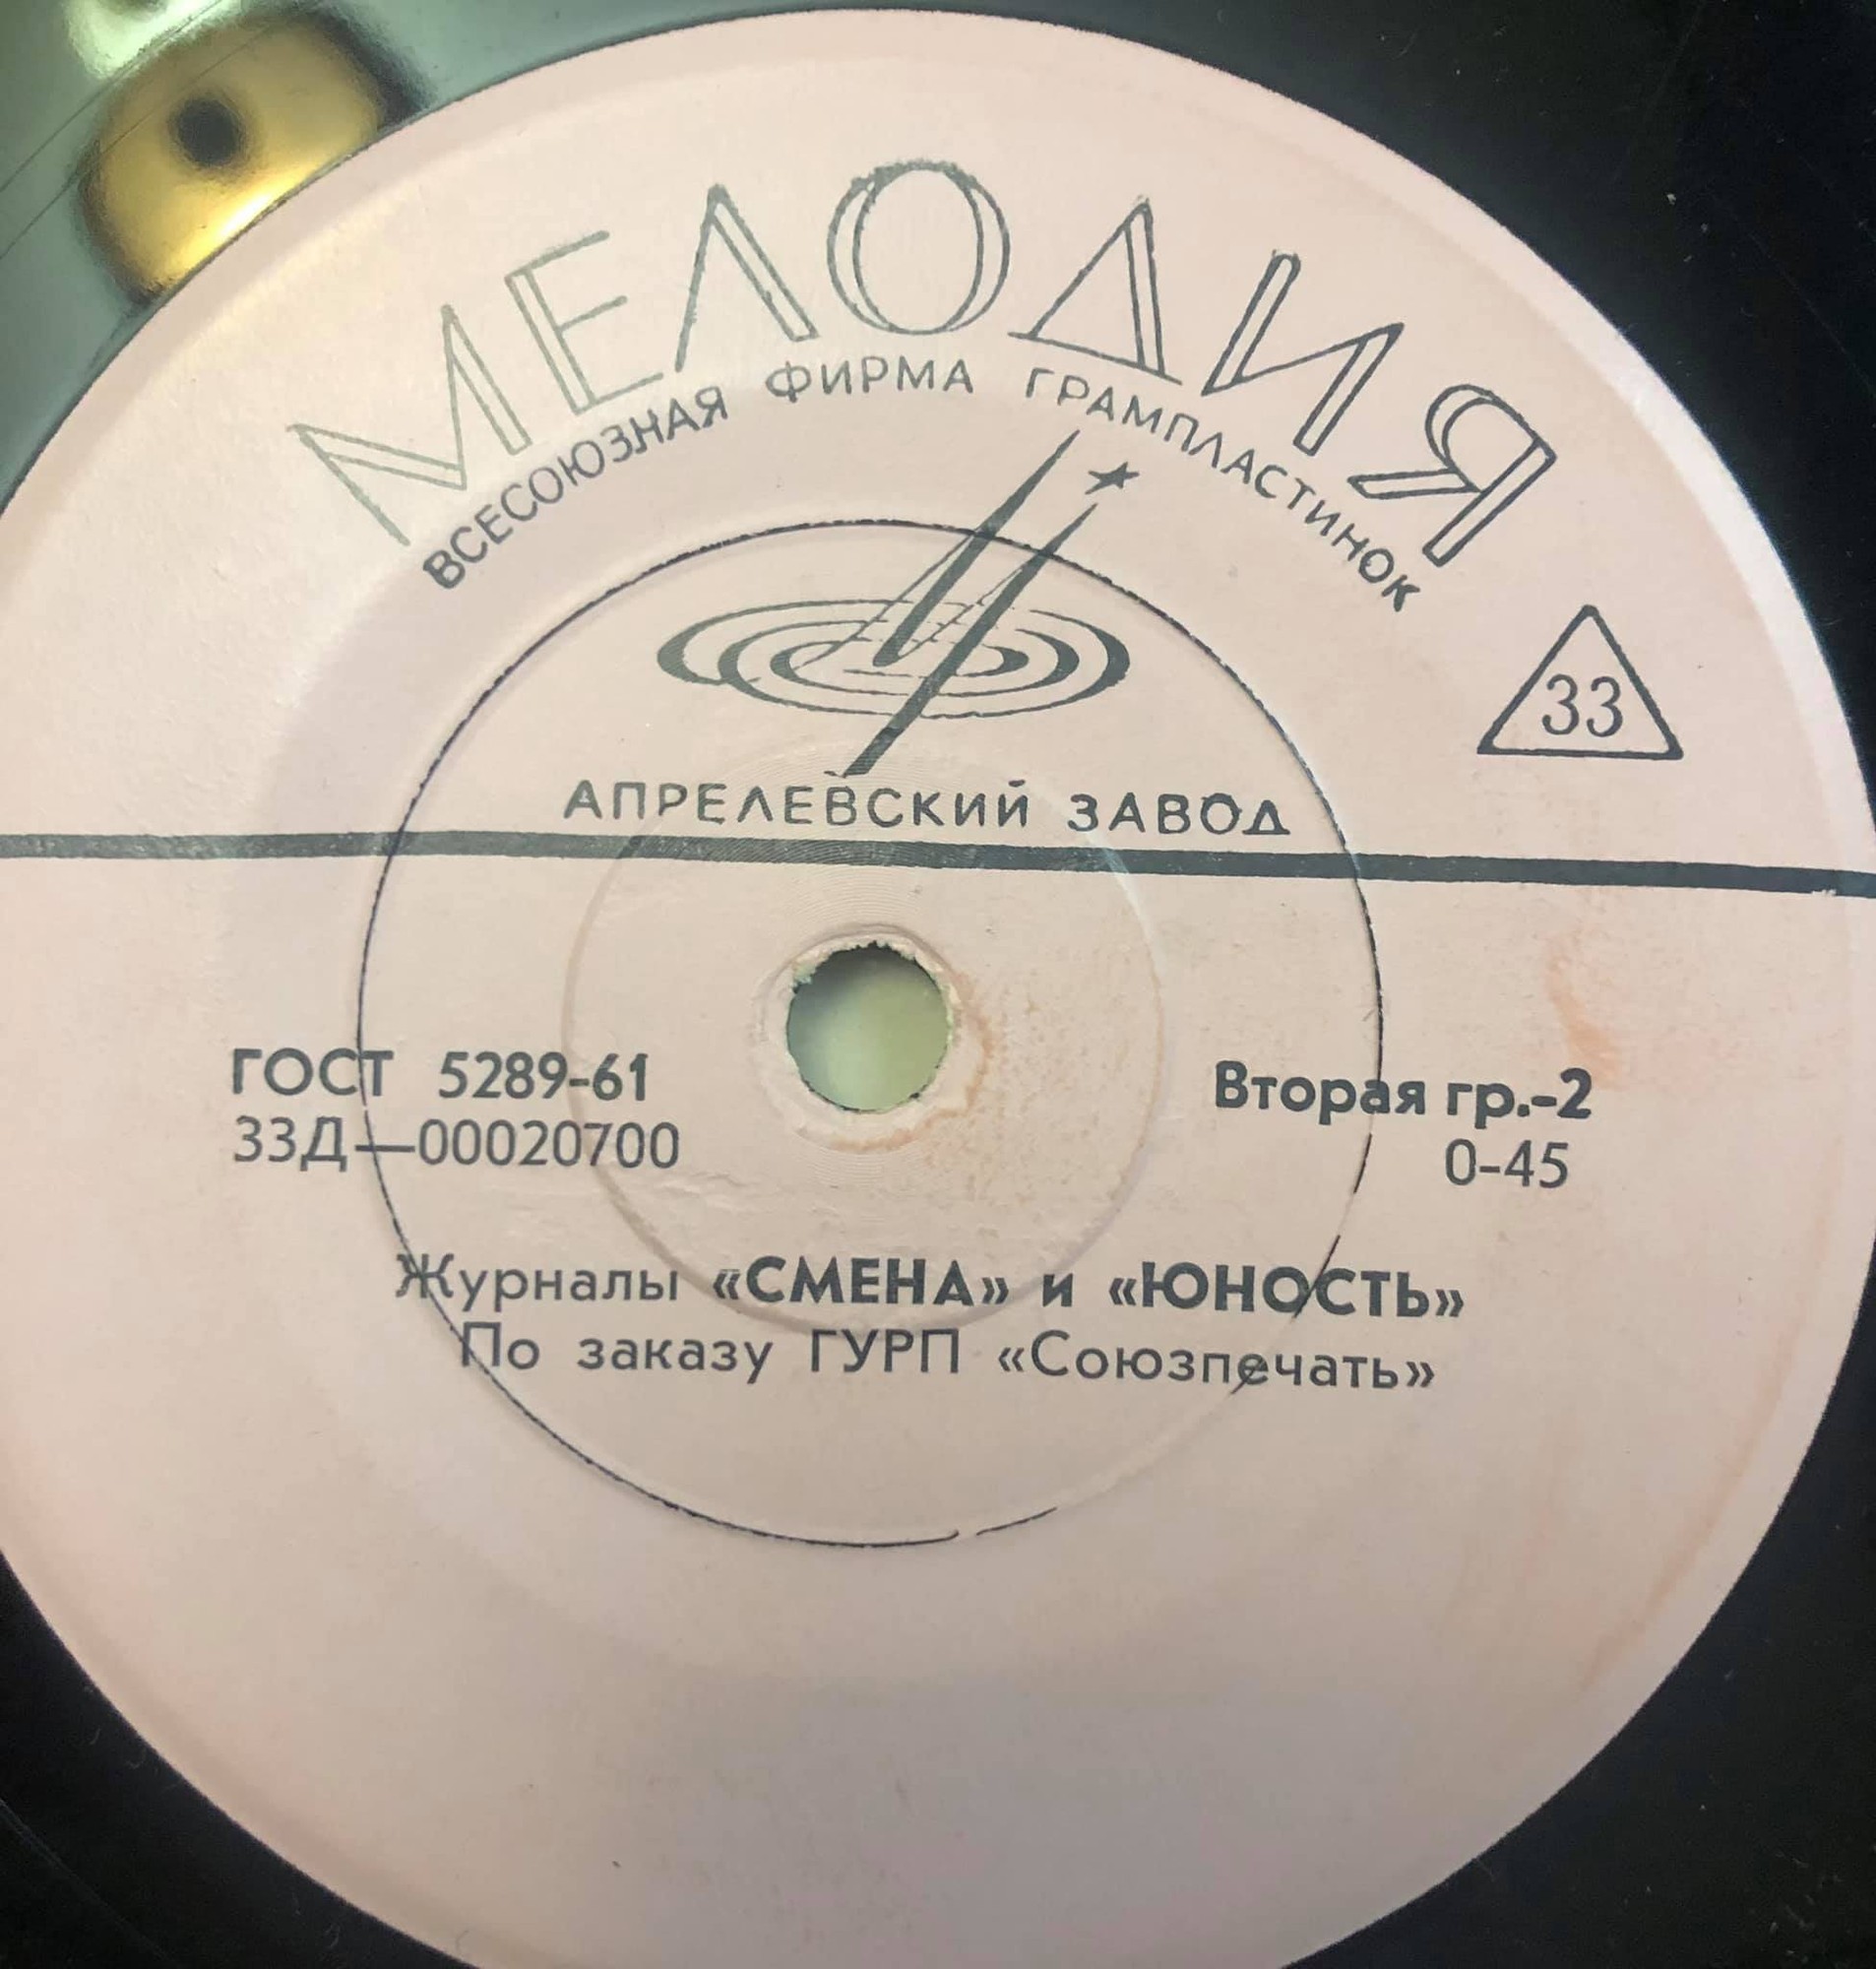 МЕЛОДИЯ
ВСЕСОЮЗНАЯ ФИРМА ГРАМПЛАСТИНОК
33
АПРЕЛЕВСКИЙ ЗАВОД
ГОСТ 5289-61
33Д—00020700
Вторая гр.-2
0-45
Журналы «СМЕНА» и «ЮНОСТЬ»
По заказу ГУРП «Союзпечать»